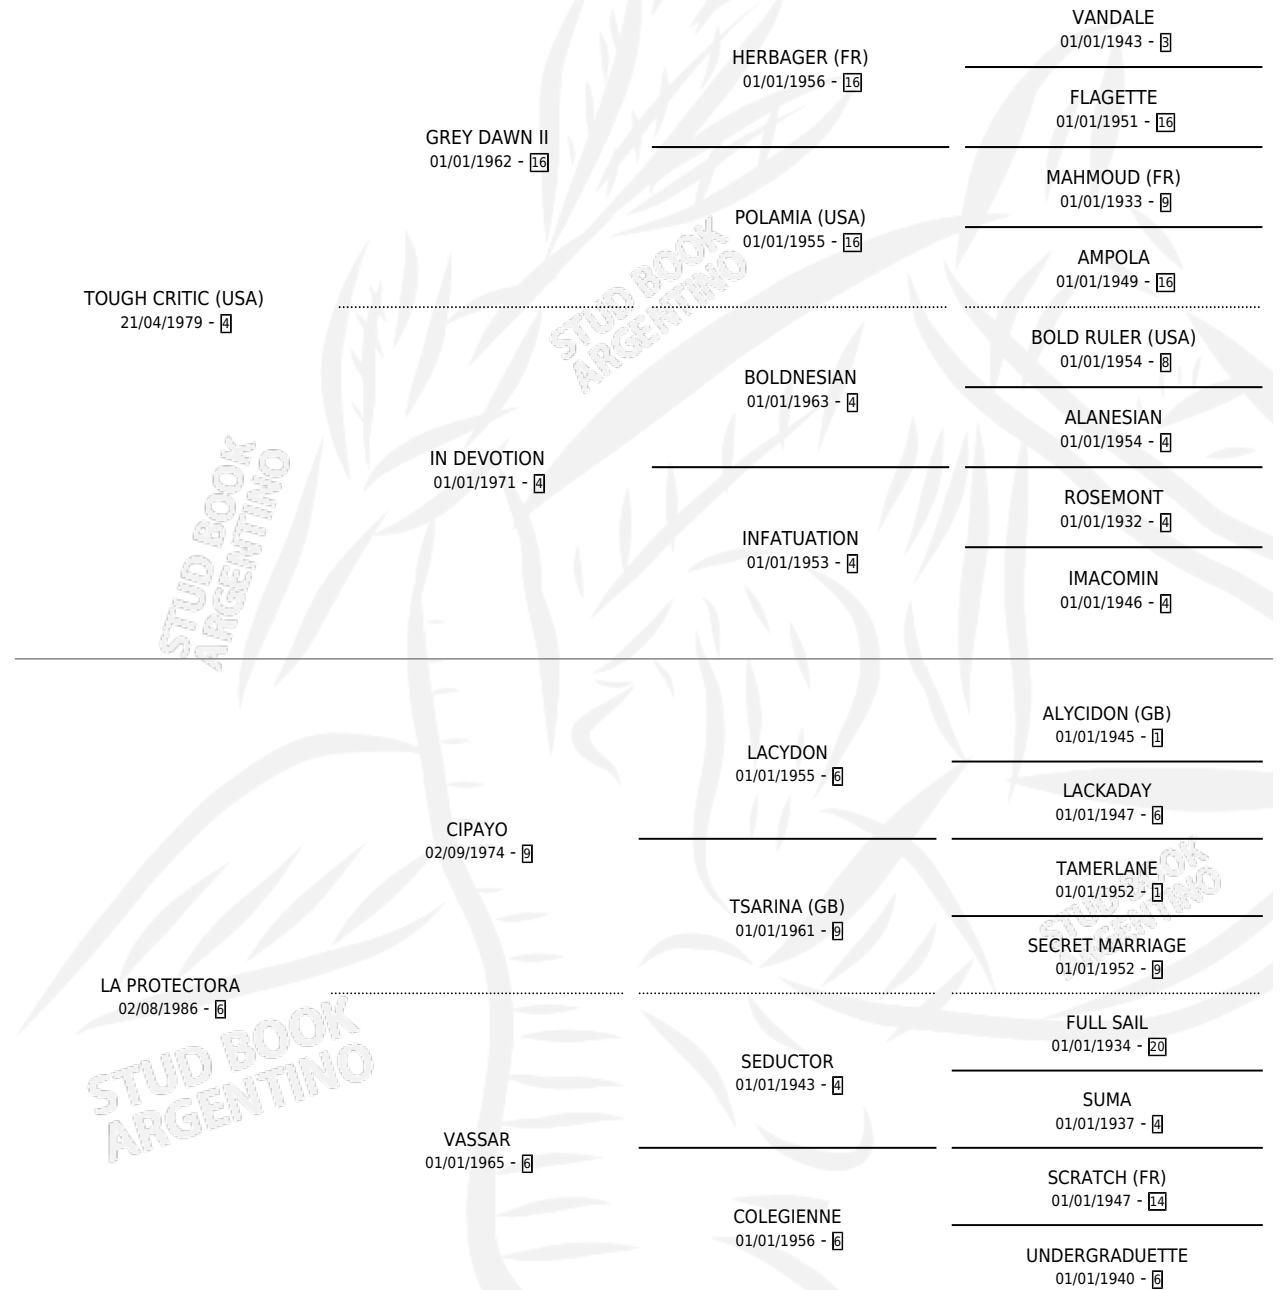 VANDALE
01/01/1943 - 3
HERBAGER (FR)
01/01/1956 - 16
FLAGETTE
01/01/1951 - 16
GREY DAWN II
01/01/1962 - 16
MAHMOUD (FR)
01/01/1933 - 9
POLAMIA (USA)
01/01/1955 - 16
AMPOLA
01/01/1949 - 16
TOUGH CRITIC (USA)
21/04/1979 - 4
STUD BOOK
ARGENTINO
BOLD RULER (USA)
01/01/1954 - 8
BOLDNESIAN
01/01/1963 - 4
ALANESIAN
01/01/1954 - 4
IN DEVOTION
01/01/1971 - 4
ROSEMONT
01/01/1932 - 4
INFATUATION
01/01/1953 - 4
IMACOMIN
01/01/1946 - 4
STUD BOOK
ARGENTINO
ALYCIDON (GB)
01/01/1945 - 1
LACYDON
01/01/1955 - 6
LACKADAY
01/01/1947 - 6
CIPAYO
02/09/1974 - 9
TAMERLANE
01/01/1952 - 1
TSARINA (GB)
01/01/1961 - 9
SECRET MARRIAGE
01/01/1952 - 9
STUD BOOK
ARGENTINO
LA PROTECTORA
02/08/1986 - 6
STUD BOOK
ARGENTINO
FULL SAIL
01/01/1934 - 20
SEDUCTOR
01/01/1943 - 4
SUMA
01/01/1937 - 4
VASSAR
01/01/1965 - 6
SCRATCH (FR)
01/01/1947 - 14
COLEGIENNE
01/01/1956 - 6
UNDERGRADUETTE
01/01/1940 - 6